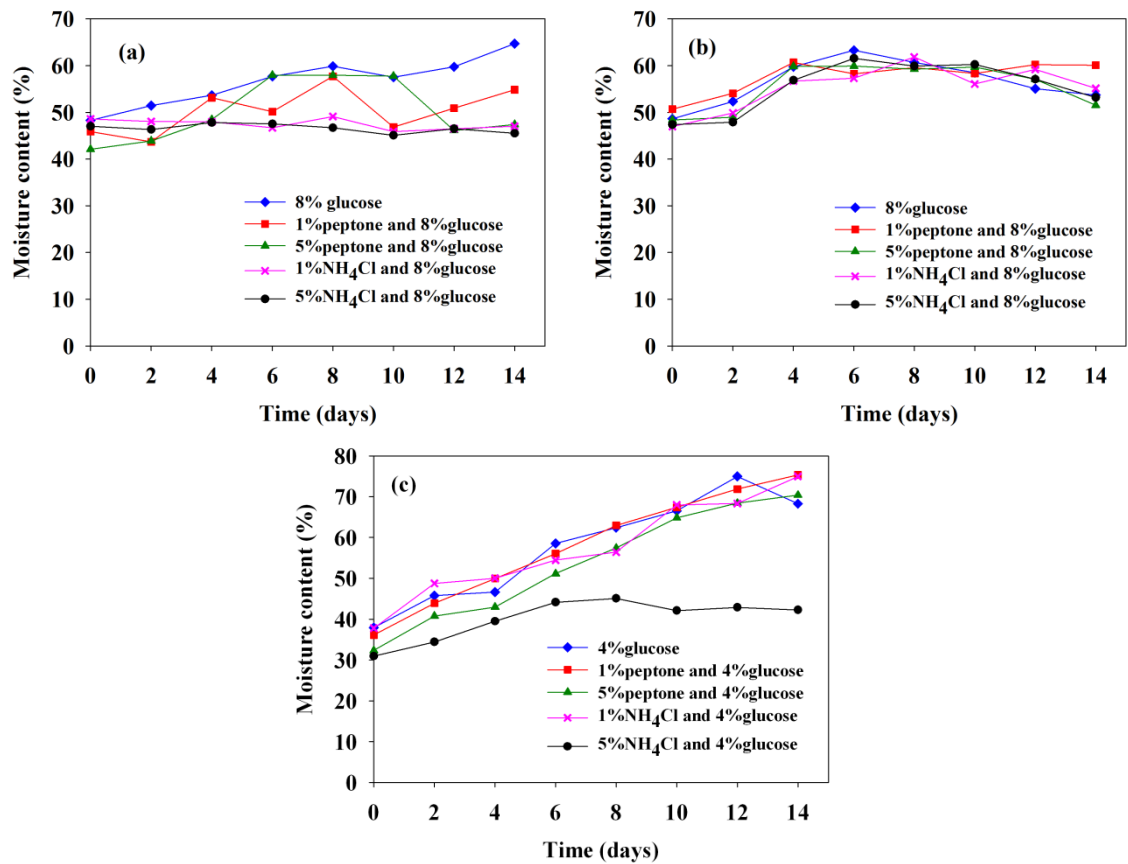 (a)
Moisture content (%)
70
60
50
40
30
20
10
0
8% glucose
1%peptone and 8%glucose
5%peptone and 8%glucose
1%NH4Cl and 8%glucose
5%NH4Cl and 8%glucose
0 2 4 6 8 10 12 14
Time (days)
(b)
Moisture content (%)
70
60
50
40
30
20
10
0
8%glucose
1%peptone and 8%glucose
5%peptone and 8%glucose
1%NH4Cl and 8%glucose
5%NH4Cl and 8%glucose
0 2 4 6 8 10 12 14
Time (days)
(c)
Moisture content (%)
80
70
60
50
40
30
20
10
0
4%glucose
1%peptone and 4%glucose
5%peptone and 4%glucose
1%NH4Cl and 4%glucose
5%NH4Cl and 4%glucose
0 2 4 6 8 10 12 14
Time (days)